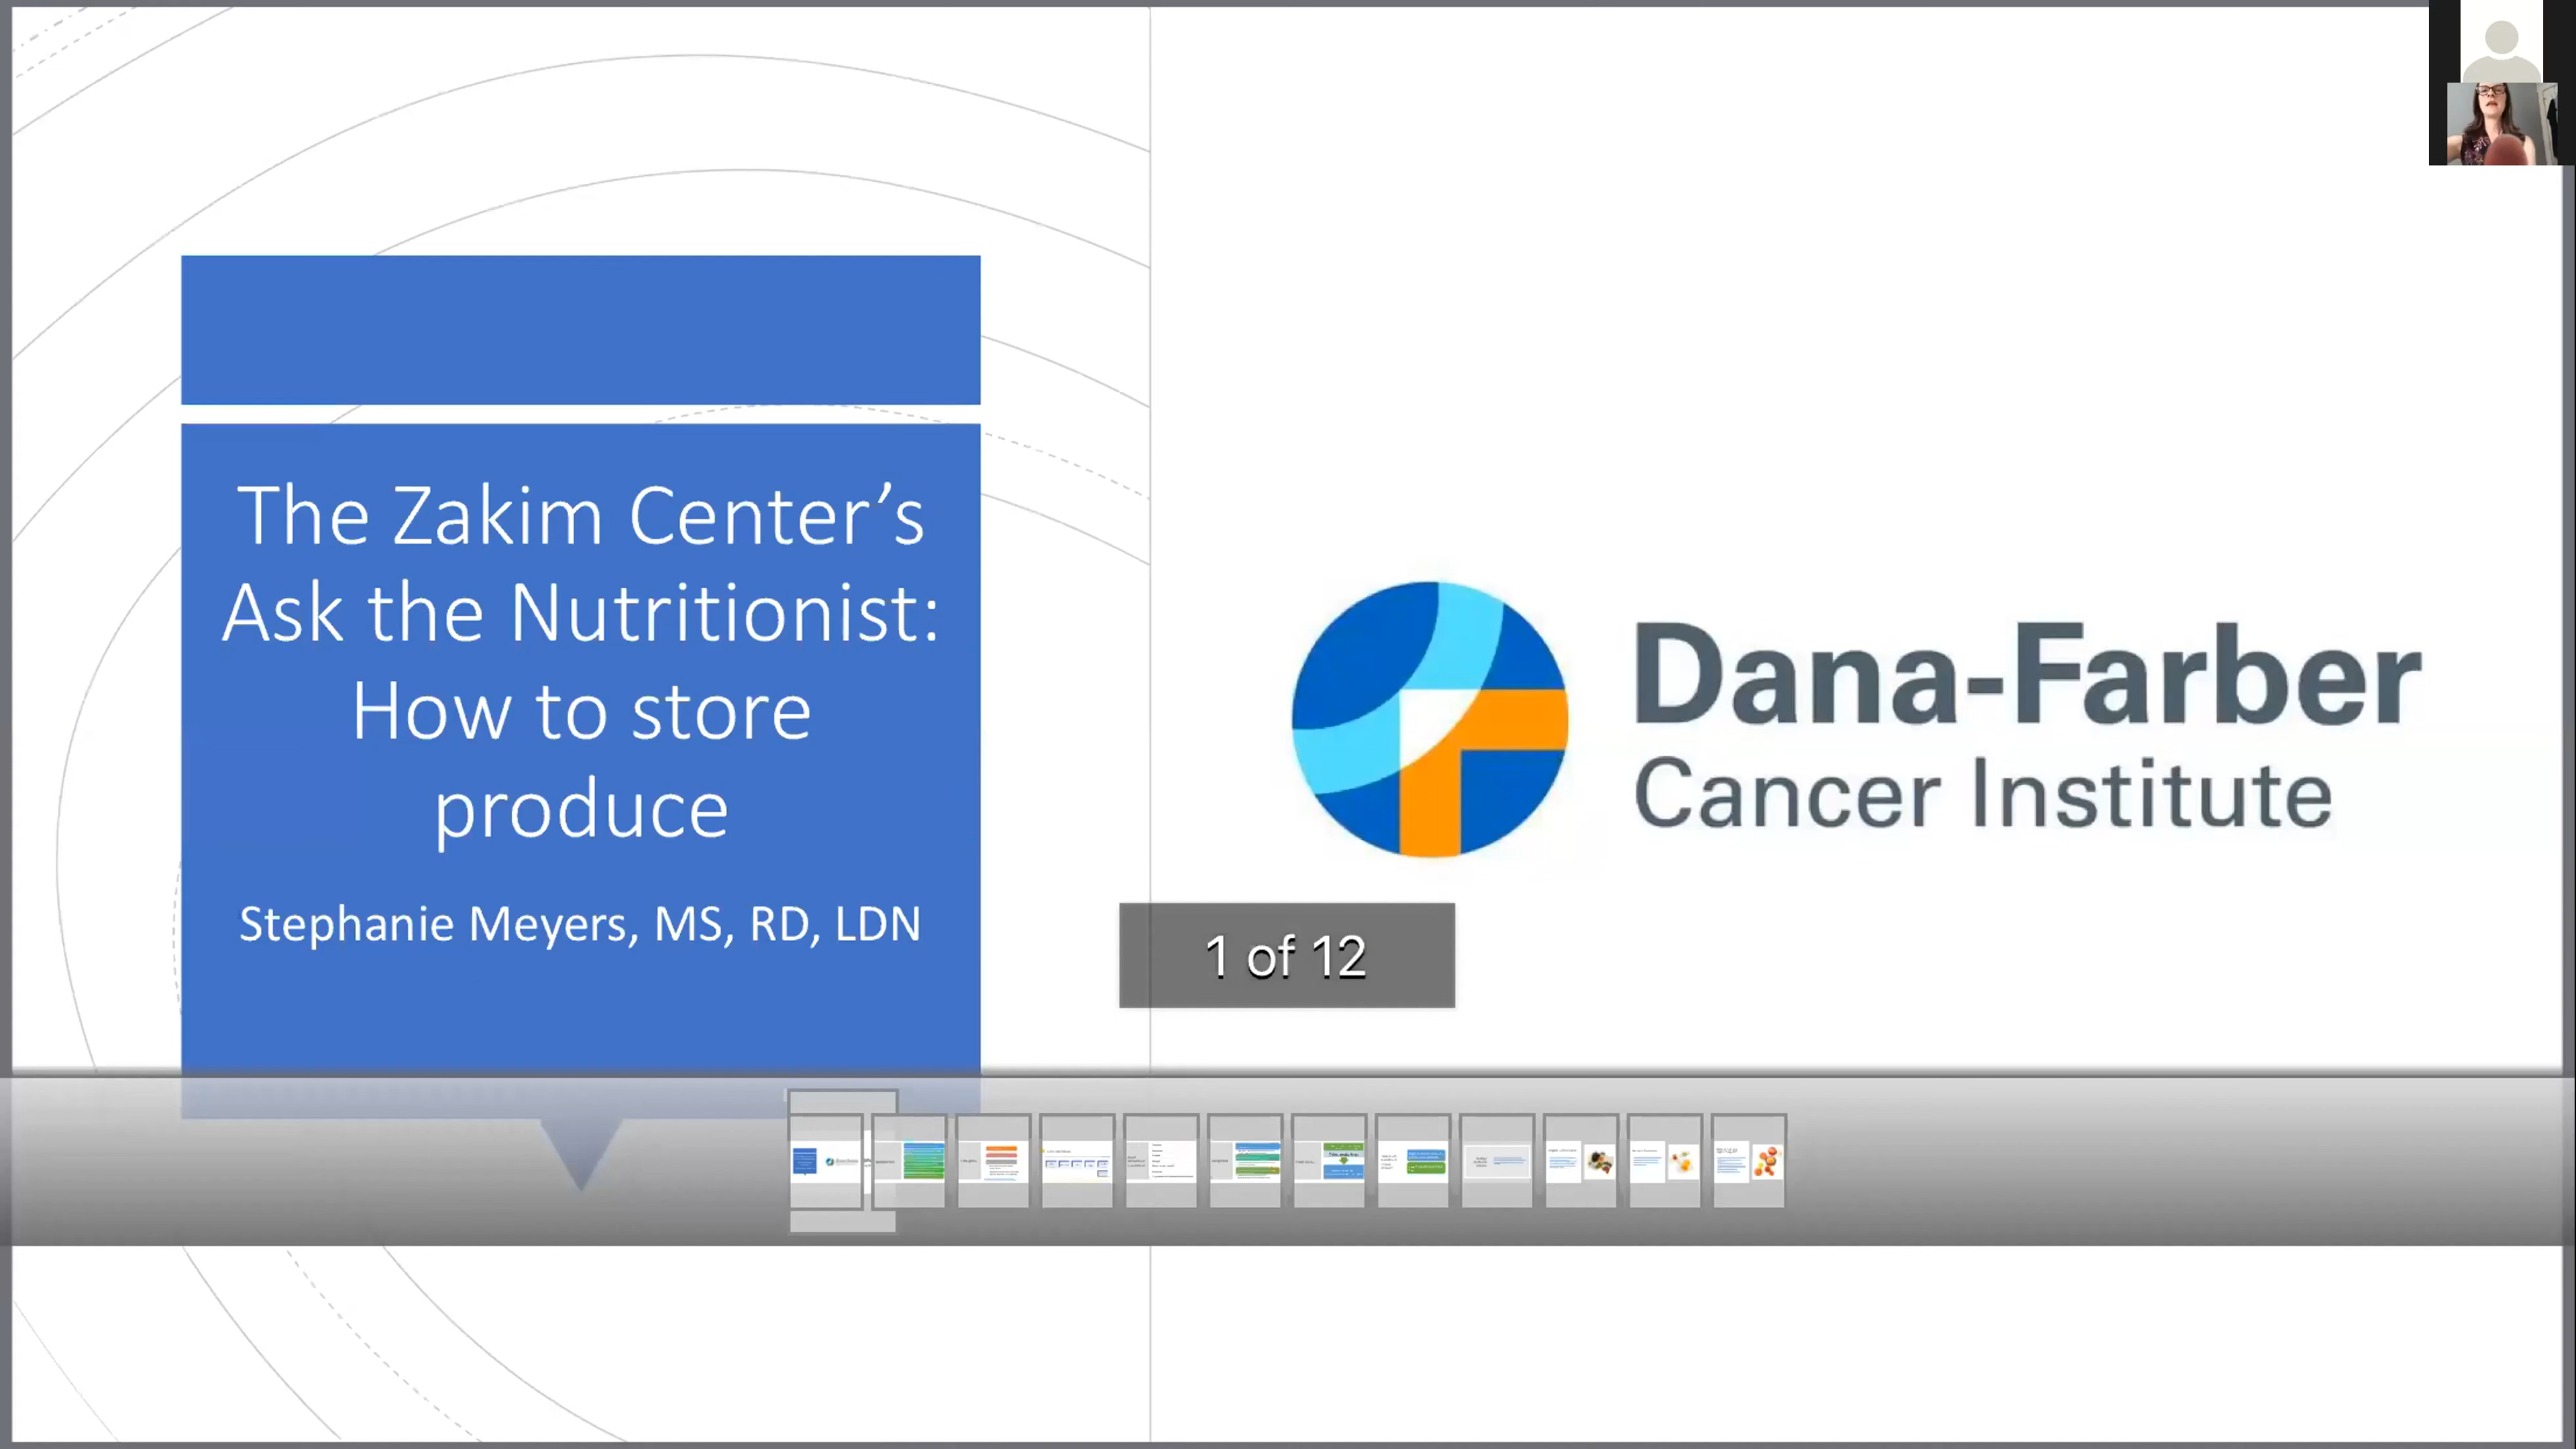 The Zakim Center’s
Ask the Nutritionist:
How to store
produce
Stephanie Meyers, MS, RD, LDN
Dana-Farber
Cancer Institute
1 of 12